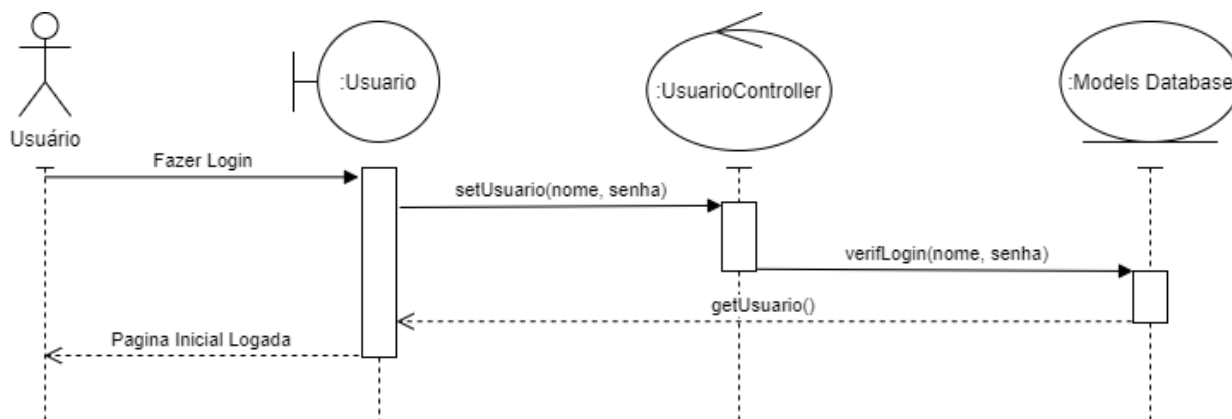 :Usuario
:UsuarioController
:Models Database
Usuário
Fazer Login
setUsuario(nome, senha)
verifLogin(nome, senha)
getUsuario()
Pagina Inicial Logada